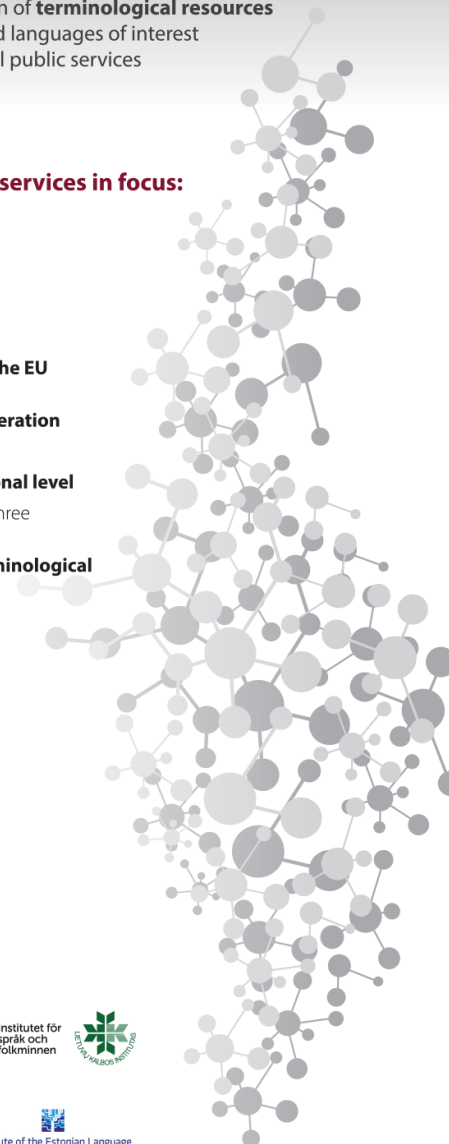 n of terminological resources
d languages of interest
l public services
services in focus:
he EU
eration
nal level
hree
minological
nstitutet för
språk och
folkminnen
LIETUVIŲ KALBOS INSTITUTAS
ute of the Estonian Language